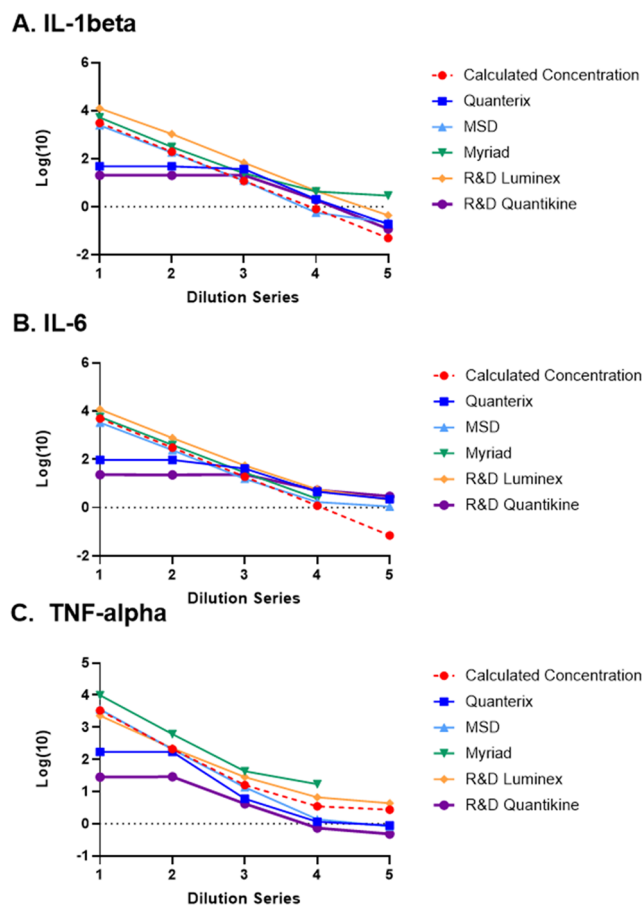 A. IL-1beta
6
4
2
0
-2
Log(10)
1 2 3 4 5
Dilution Series
Calculated Concentration
Quanterix
MSD
Myriad
R&D Luminex
R&D Quantikine
B. IL-6
6
4
2
0
-2
Log(10)
1 2 3 4 5
Dilution Series
Calculated Concentration
Quanterix
MSD
Myriad
R&D Luminex
R&D Quantikine
C. TNF-alpha
5
4
3
2
1
0
-1
Log(10)
1 2 3 4 5
Dilution Series
Calculated Concentration
Quanterix
MSD
Myriad
R&D Luminex
R&D Quantikine